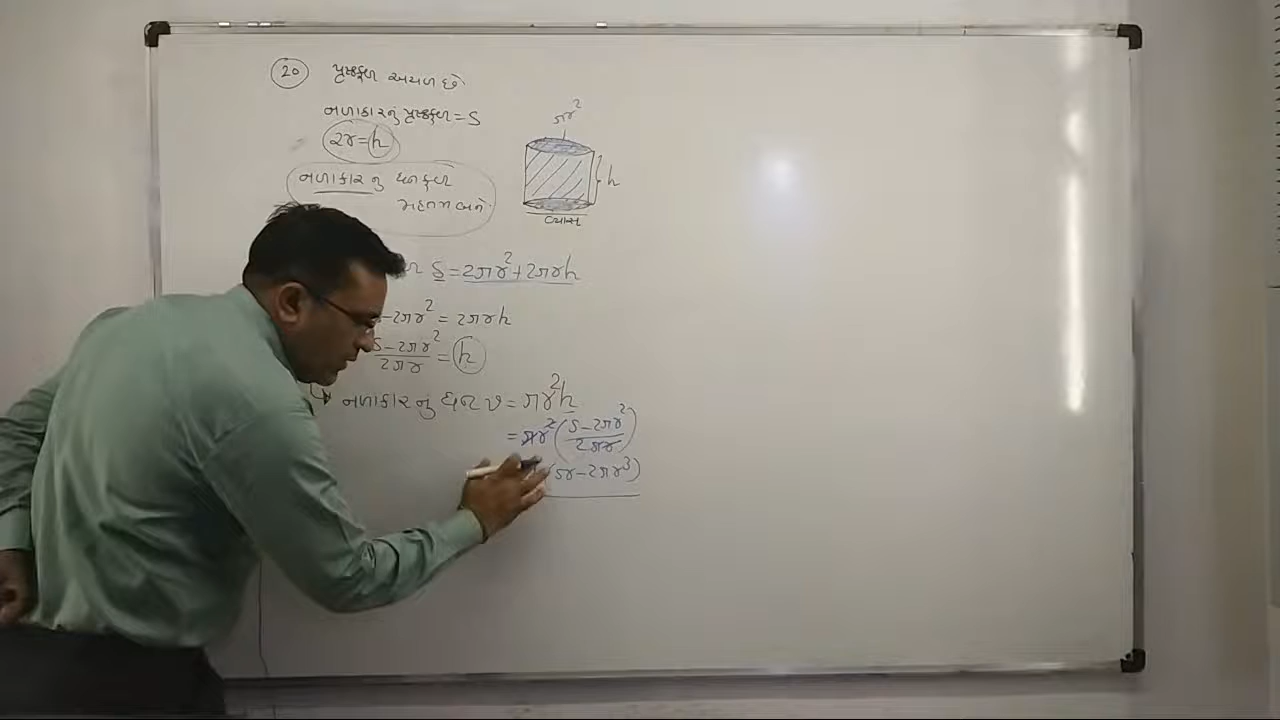 (20) પૃષ્ઠફળ અચળ છે.
નળાકારનું પૃષ્ઠફળ = S
2r = h
નળાકારનું ઘનફળ
મહત્તમ બને.
πr²
h
વ્યાસ
S = 2πr² + 2πrh
- 2πr² = 2πrh
S - 2πr² / 2πr = h
નળાકારનું ઘન V = πr²h
= πr² (S - 2πr² / 2πr)
(Sr - 2πr³)